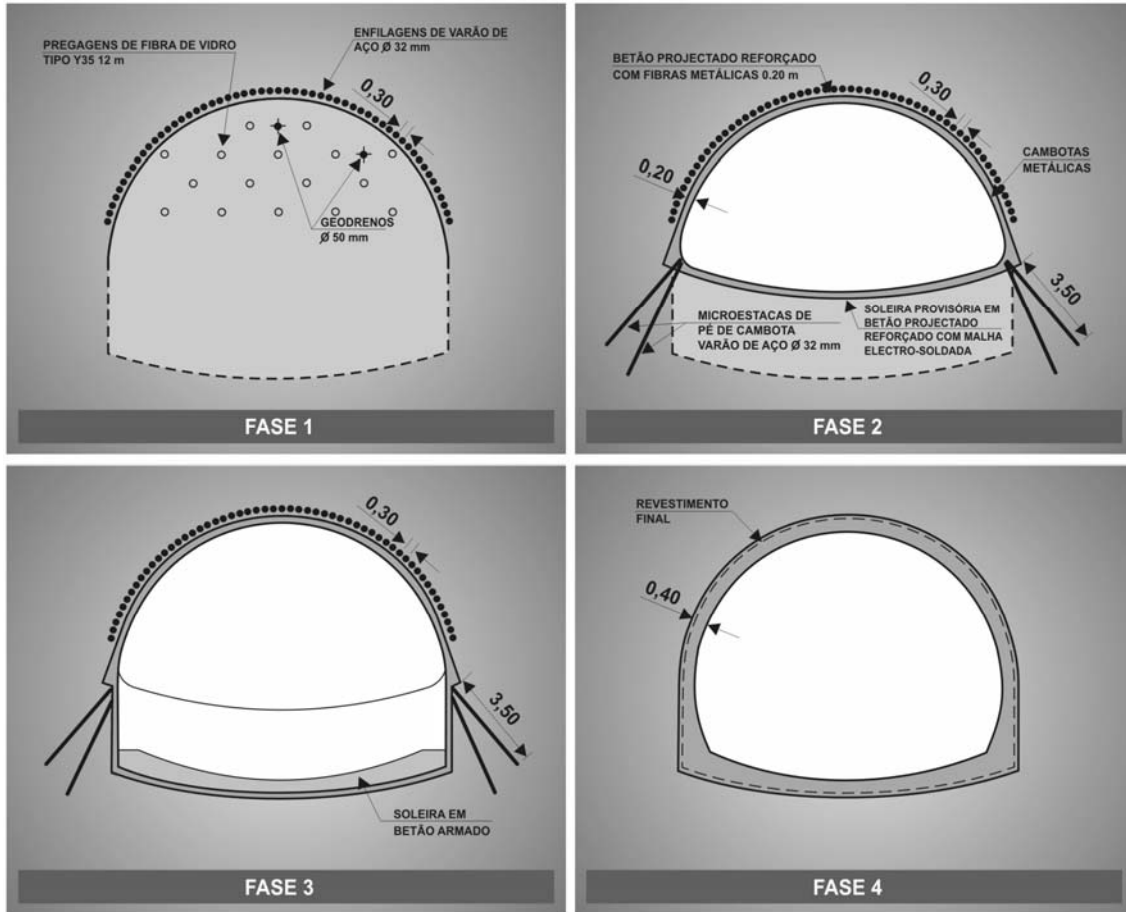 PREGAGENS DE FIBRA DE VIDRO
TIPO Y35 12 m
ENFILAGENS DE VARÃO DE
AÇO Ø 32 mm
0,30
GEODRENOS
Ø 50 mm
FASE 1
BETÃO PROJECTADO REFORÇADO
COM FIBRAS METÁLICAS 0.20 m
0,30
CAMBOTAS
METÁLICAS
0,20
3,50
MICROESTACAS DE
PÉ DE CAMBOTA
VARÃO DE AÇO Ø 32 mm
SOLEIRA PROVISÓRIA EM
BETÃO PROJECTADO
REFORÇADO COM MALHA
ELECTRO-SOLDADA
FASE 2
0,30
3,50
SOLEIRA EM
BETÃO ARMADO
FASE 3
REVESTIMENTO
FINAL
0,40
FASE 4